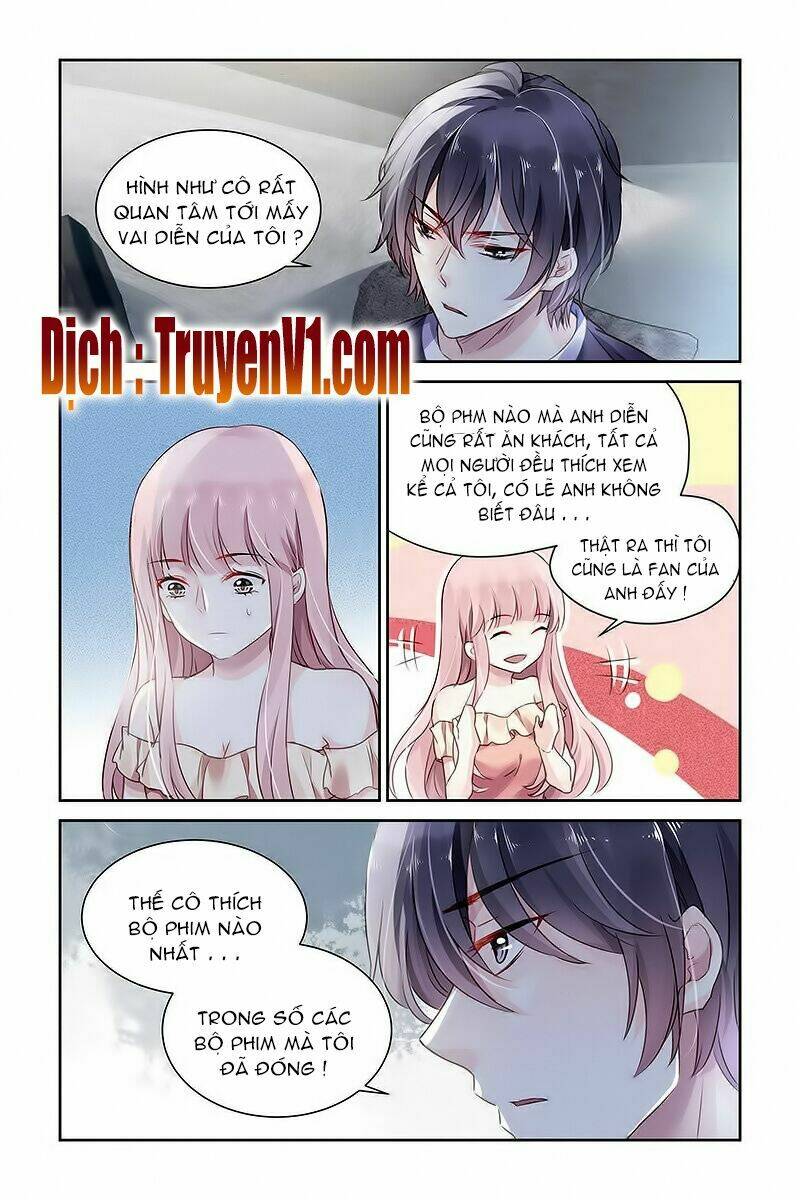 HÌNH NHƯ CÔ RẤT
QUAN TÂM TỚI MẤY
VAI DIỄN CỦA TÔI ?
Dịch : TruyenV1.com
BỘ PHM NÀO MÀ ANH DIỄN
CŨNG RẤT ĂN KHÁCH, TẤT CẢ
MỌI NGƯỜI ĐỀU THÍCH XEM
KỂ CẢ TÔI, CÓ LẼ ANH KHÔNG
BIẾT ĐÂU . . .
THẬT RA THÌ TÔI
CŨNG LÀ FAN CỦA
ANH ĐẤY !
THẾ CÔ THÍCH
BỘ PHIM NÀO
NHẤT . . .
TRONG SỐ CÁC
BỘ PHIM MÀ TÔI
ĐÃ ĐÓNG !